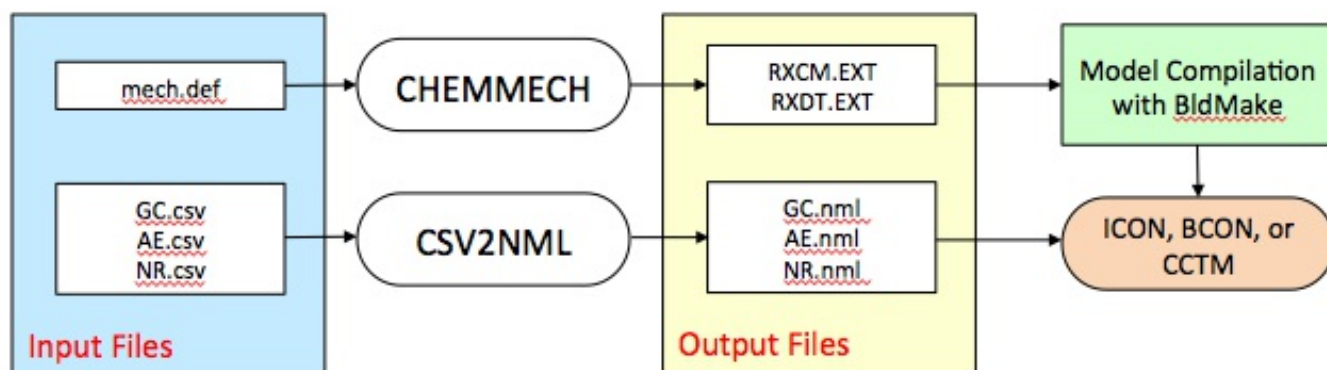 mech.def
CHEMMECH
RXCM.EXT
RXDT.EXT
Model Compilation
with BldMake
GC.csv
AE.csv
NR.csv
CSV2NML
GC.nml
AE.nml
NR.nml
ICON, BCON, or
CCTM
Input Files
Output Files